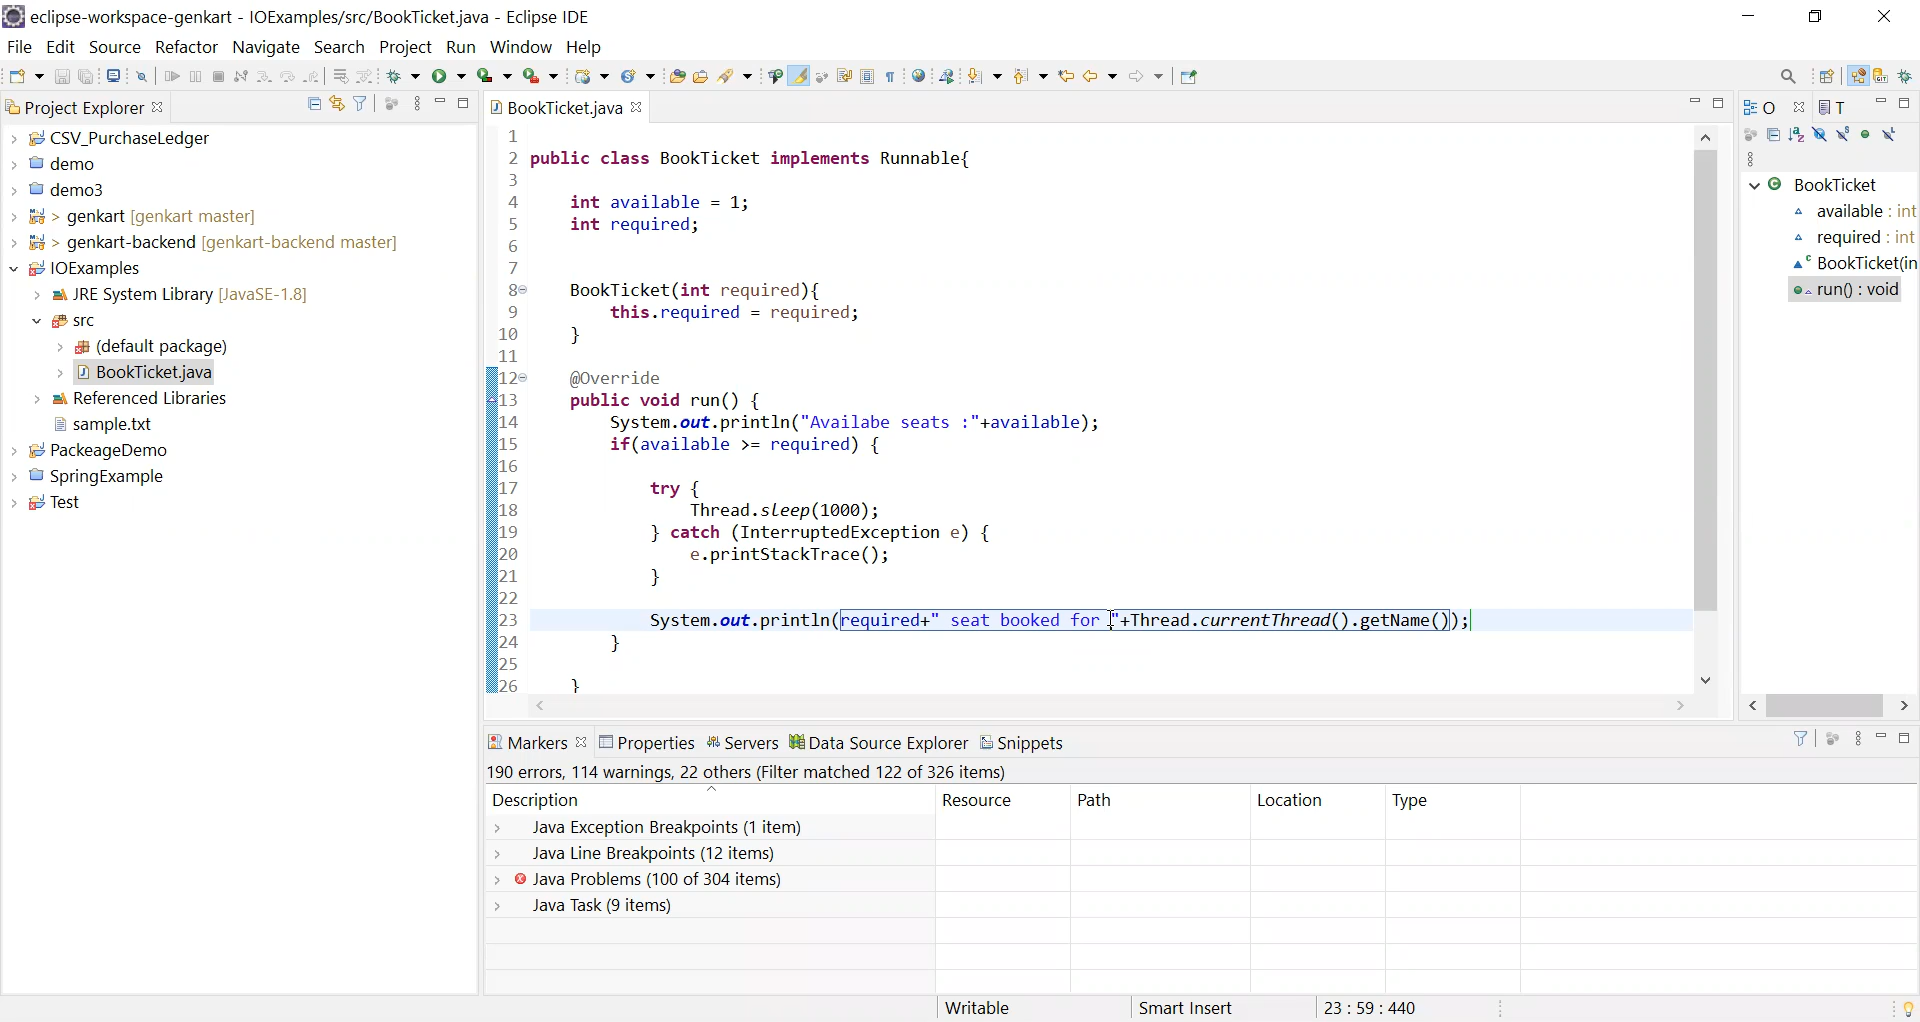 eclipse-workspace-genkart - IOExamples/src/BookTicket.java - Eclipse IDE
File Edit Source Refactor Navigate Search Project Run Window Help
Project Explorer
CSV_PurchaseLedger
demo
demo3
> genkart [genkart master]
> genkart-backend [genkart-backend master]
IOExamples
JRE System Library [JavaSE-1.8]
src
(default package)
BookTicket.java
Referenced Libraries
sample.txt
PackeageDemo
SpringExample
Test
BookTicket.java
1
2 public class BookTicket implements Runnable{
3
4 int available = 1;
5 int required;
6
7
8 BookTicket(int required){
9 this.required = required;
10 }
11
12 @Override
13 public void run() {
14 System.out.println("Availabe seats :"+available);
15 if(available >= required) {
16
17 try {
18 Thread.sleep(1000);
19 } catch (InterruptedException e) {
20 e.printStackTrace();
21 }
22
23 System.out.println(required+" seat booked for "+Thread.currentThread().getName());
24 }
25
26 }
O T
BookTicket
available : int
required : int
BookTicket(in
run() : void
Markers Properties Servers Data Source Explorer Snippets
190 errors, 114 warnings, 22 others (Filter matched 122 of 326 items)
Description Resource Path Location Type
Java Exception Breakpoints (1 item)
Java Line Breakpoints (12 items)
Java Problems (100 of 304 items)
Java Task (9 items)
Writable Smart Insert 23 : 59 : 440